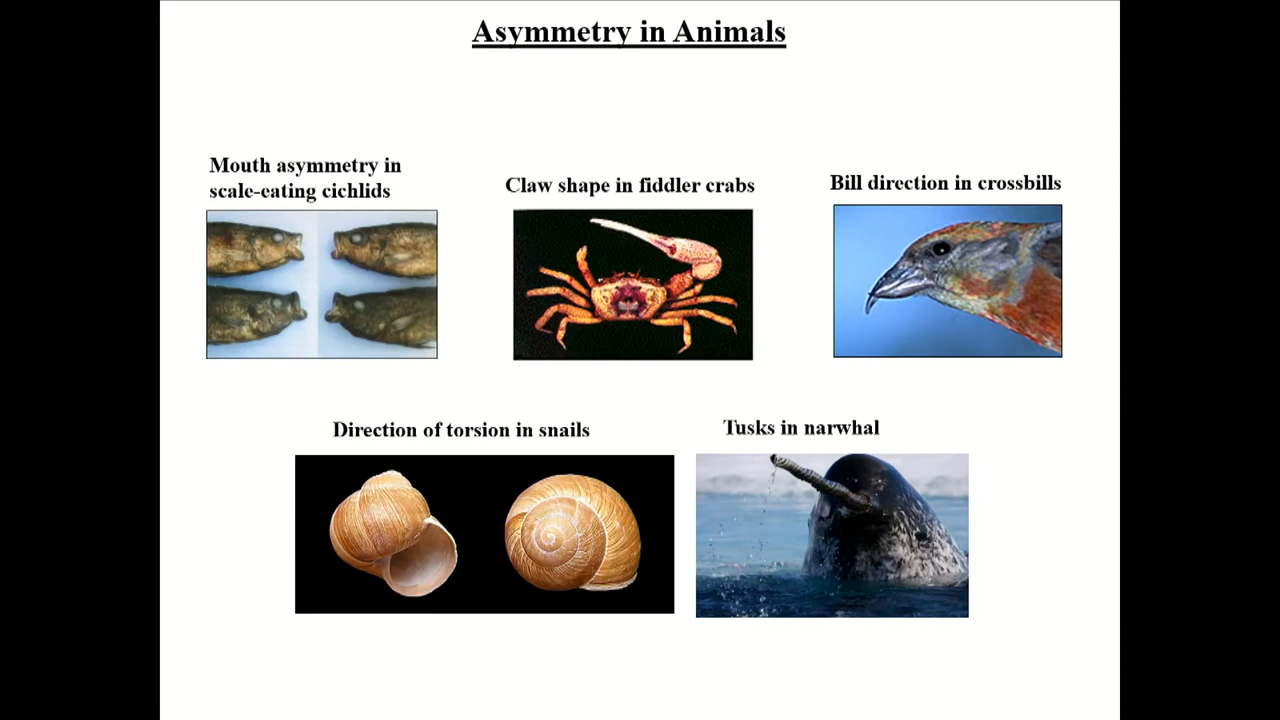 Asymmetry in Animals
Mouth asymmetry in
scale-eating cichlids
Claw shape in fiddler crabs
Bill direction in crossbills
Direction of torsion in snails
Tusks in narwhal